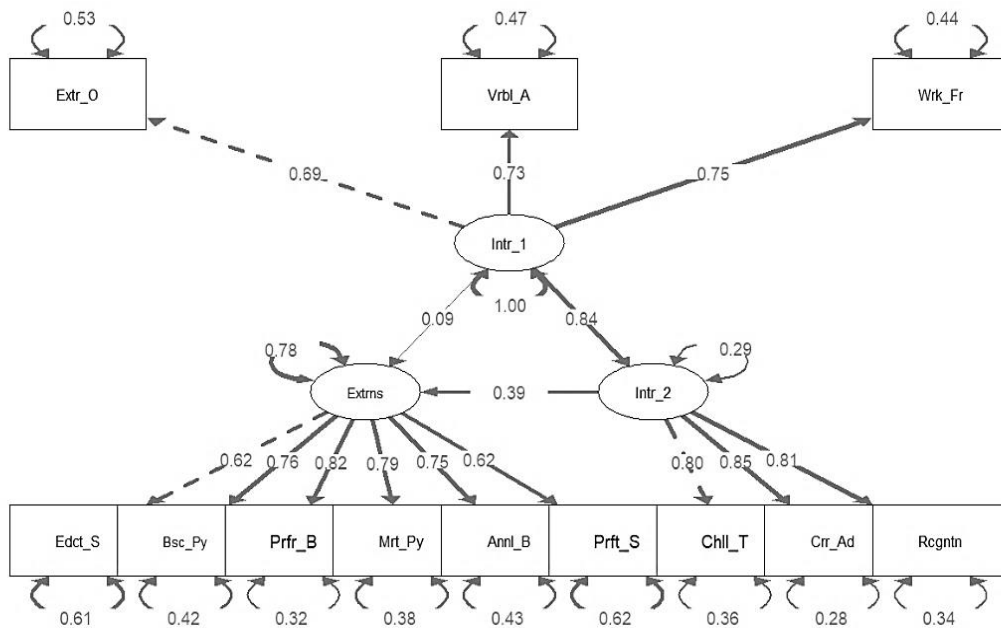 0.53 0.47 0.44
Extr_O Vrbl_A Wrk_Fr
0.69 0.73 0.75
Intr_1
1.00
0.09 0.84
0.78 0.29
Extrns 0.39 Intr_2
0.62 0.76 0.82 0.79 0.75 0.62 0.80 0.85 0.81
Edct_S Bsc_Py Prfr_B Mrt_Py Annl_B Prft_S Chll_T Crr_Ad Rcgntn
0.61 0.42 0.32 0.38 0.43 0.62 0.36 0.28 0.34